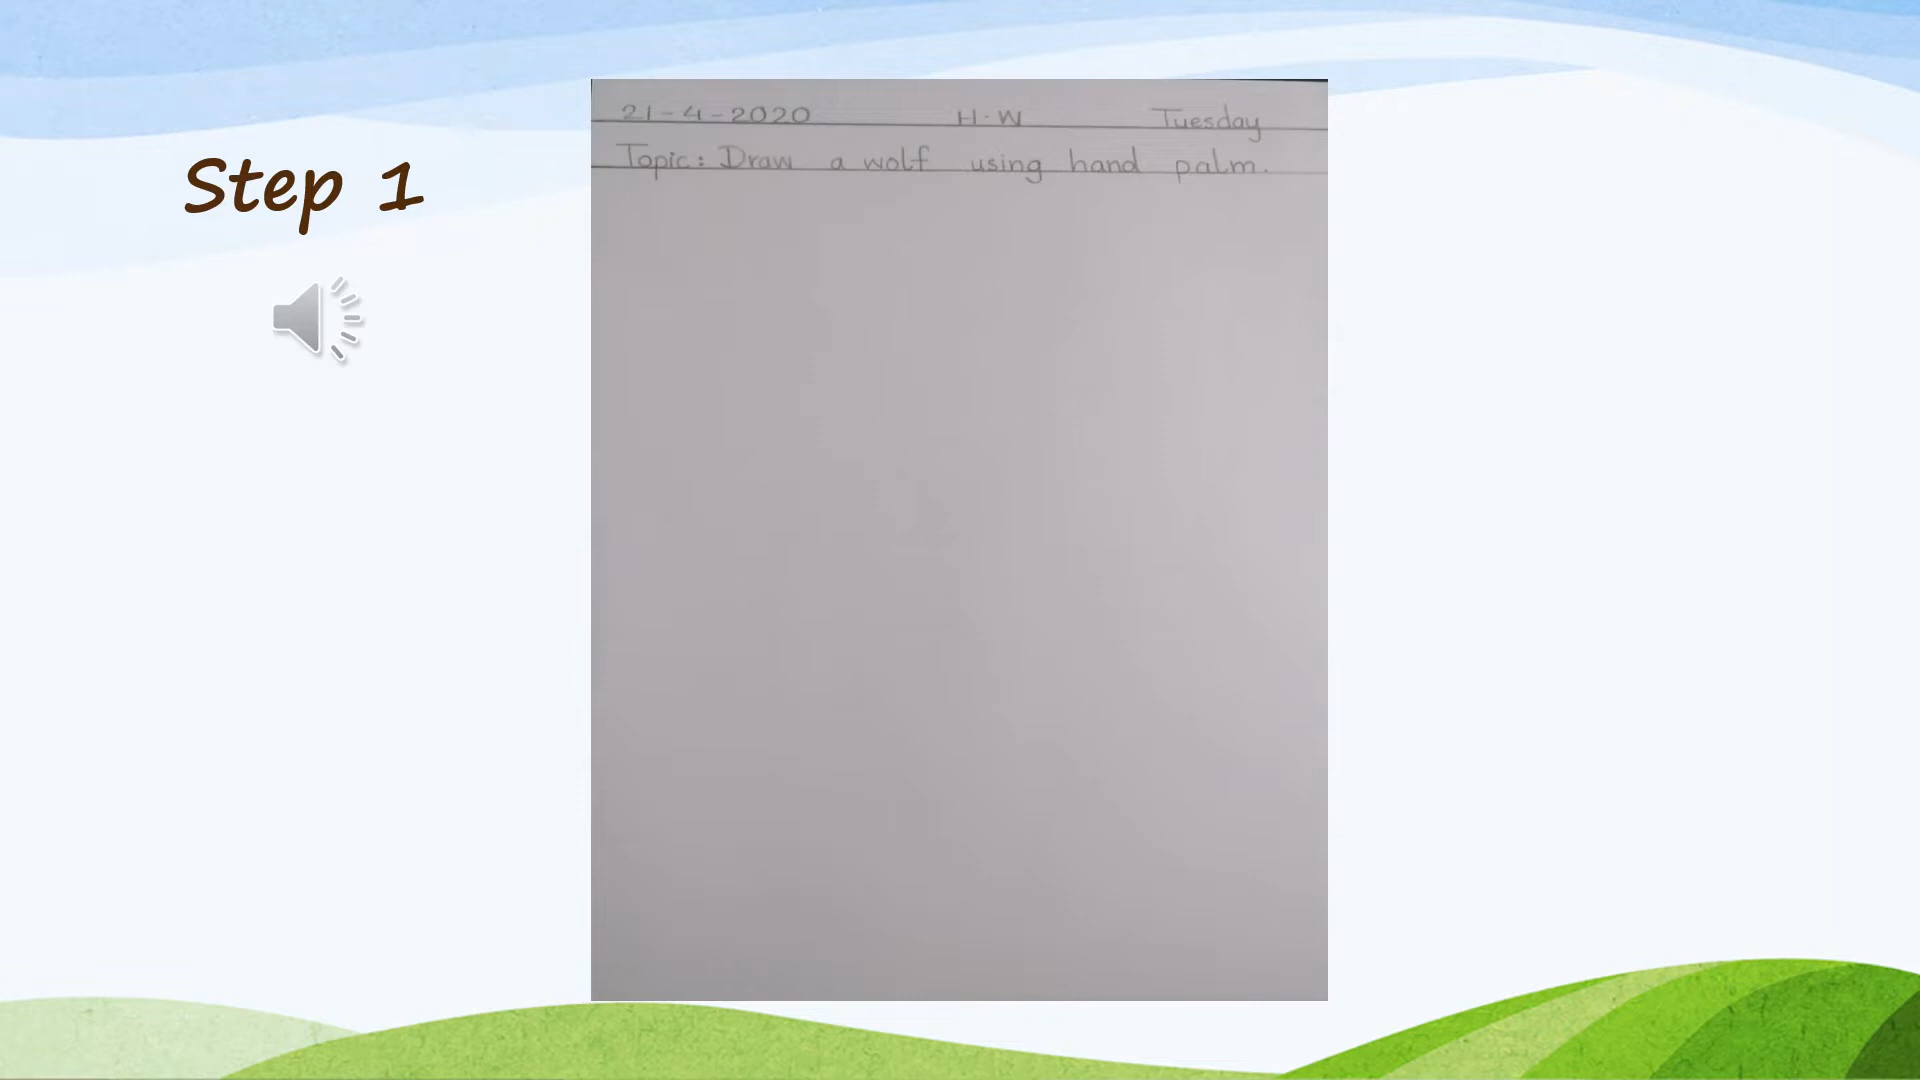 Step 1
21-4-2020 H.W Tuesday
Topic: Draw a wolf using hand palm.